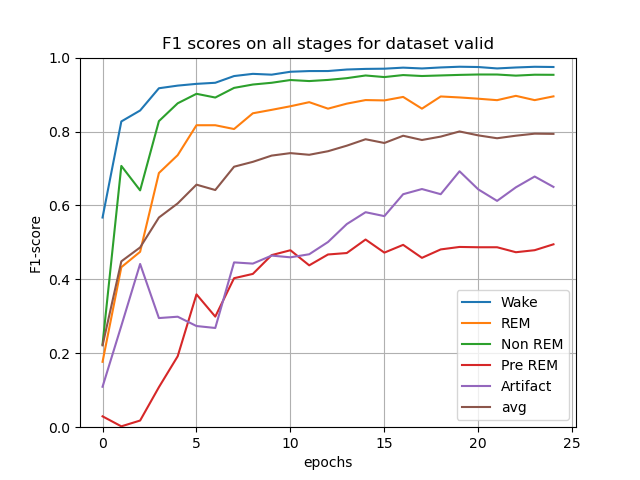 F1 scores on all stages for dataset valid
F1-score
1.0
0.8
0.6
0.4
0.2
0.0
0 5 10 15 20 25
epochs
Wake
REM
Non REM
Pre REM
Artifact
avg